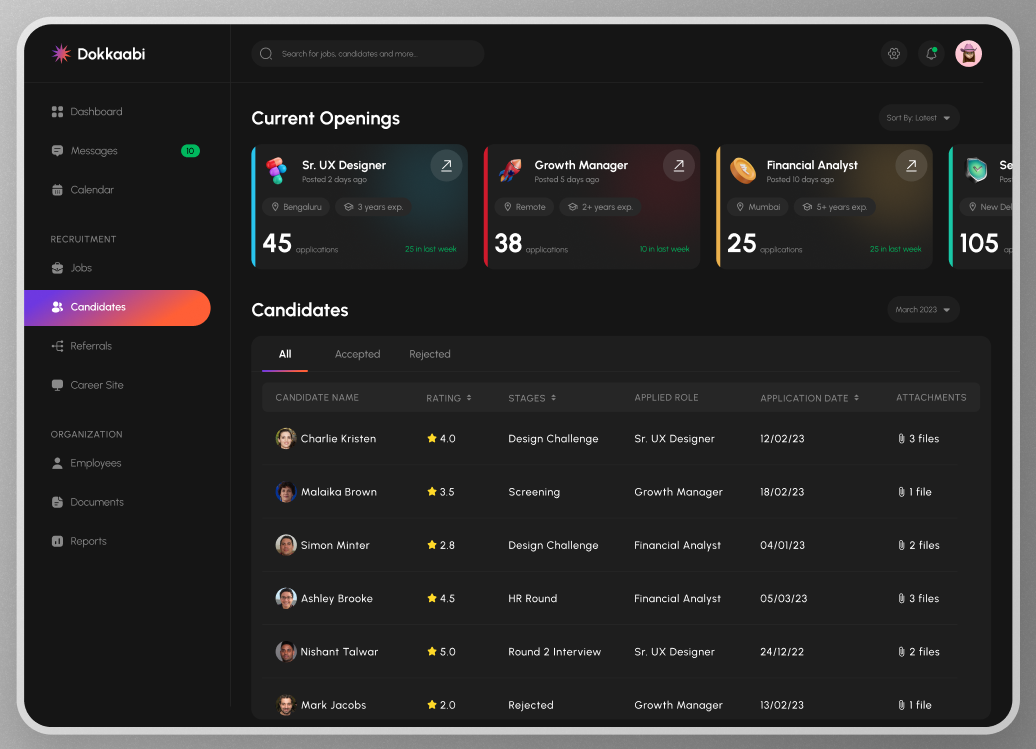 Dokkaabi
Search for jobs, candidates and more...
Dashboard
Messages 10
Calendar
RECRUITMENT
Jobs
Candidates
Referrals
Career Site
ORGANIZATION
Employees
Documents
Reports
Current Openings
Sort By: Latest
Sr. UX Designer
Posted 2 days ago
Bengaluru 3 years exp.
45 applications 25 in last week
Growth Manager
Posted 5 days ago
Remote 2+ years exp.
38 applications 10 in last week
Financial Analyst
Posted 10 days ago
Mumbai 5+ years exp.
25 applications 25 in last week
105
Candidates
March 2023
All Accepted Rejected
CANDIDATE NAME RATING STAGES APPLIED ROLE APPLICATION DATE ATTACHMENTS
Charlie Kristen 4.0 Design Challenge Sr. UX Designer 12/02/23 3 files
Malaika Brown 3.5 Screening Growth Manager 18/02/23 1 file
Simon Minter 2.8 Design Challenge Financial Analyst 04/01/23 2 files
Ashley Brooke 4.5 HR Round Financial Analyst 05/03/23 3 files
Nishant Talwar 5.0 Round 2 Interview Sr. UX Designer 24/12/22 2 files
Mark Jacobs 2.0 Rejected Growth Manager 13/02/23 1 file